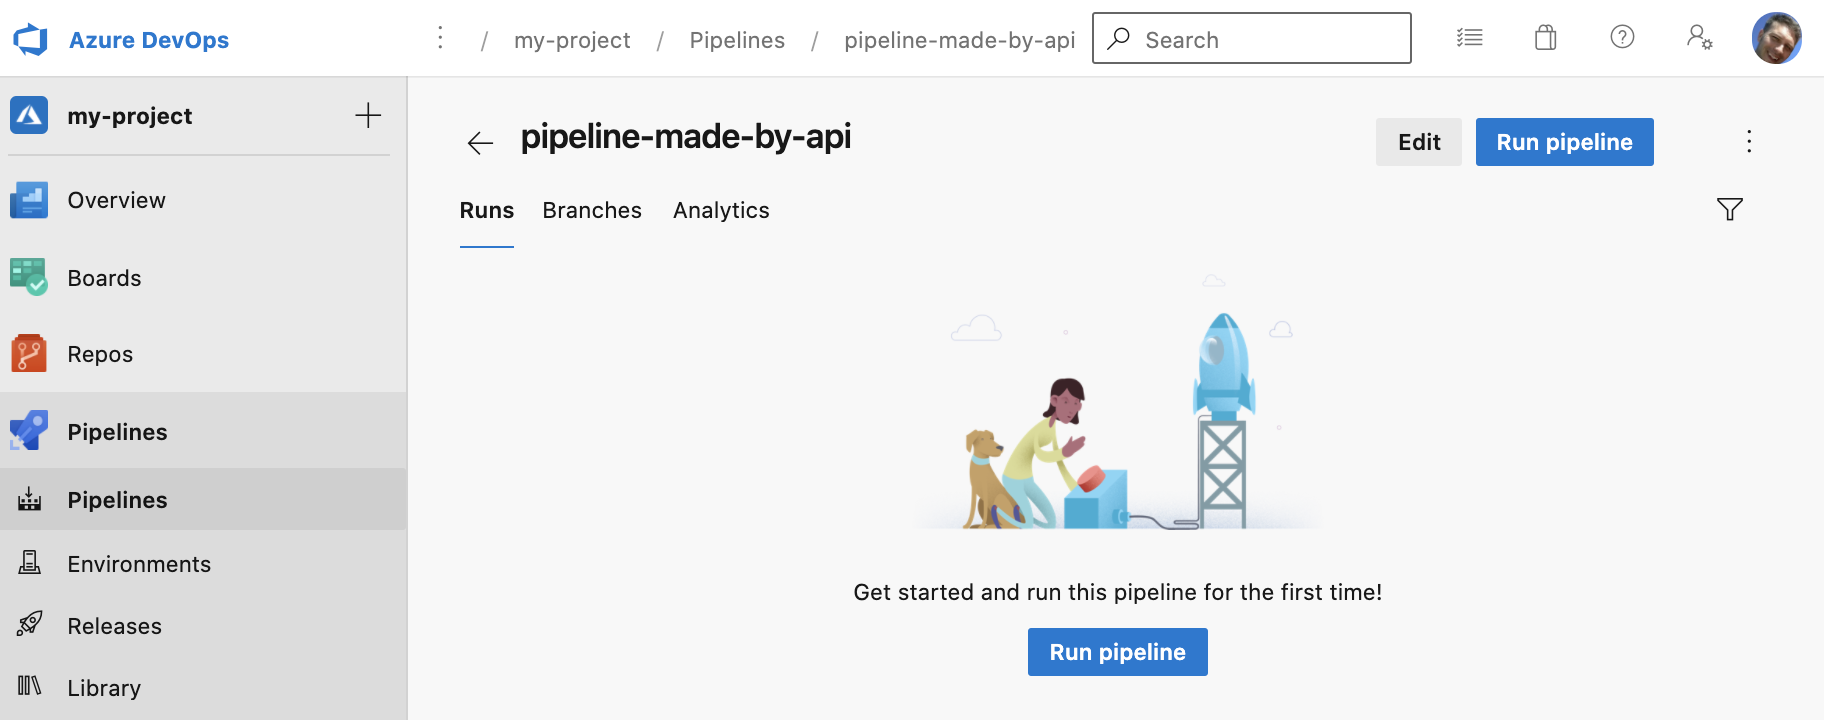 Azure DevOps
/ my-project / Pipelines / pipeline-made-by-api
Search
my-project
Overview
Boards
Repos
Pipelines
Pipelines
Environments
Releases
Library
pipeline-made-by-api
Edit
Run pipeline
Runs
Branches
Analytics
Get started and run this pipeline for the first time!
Run pipeline